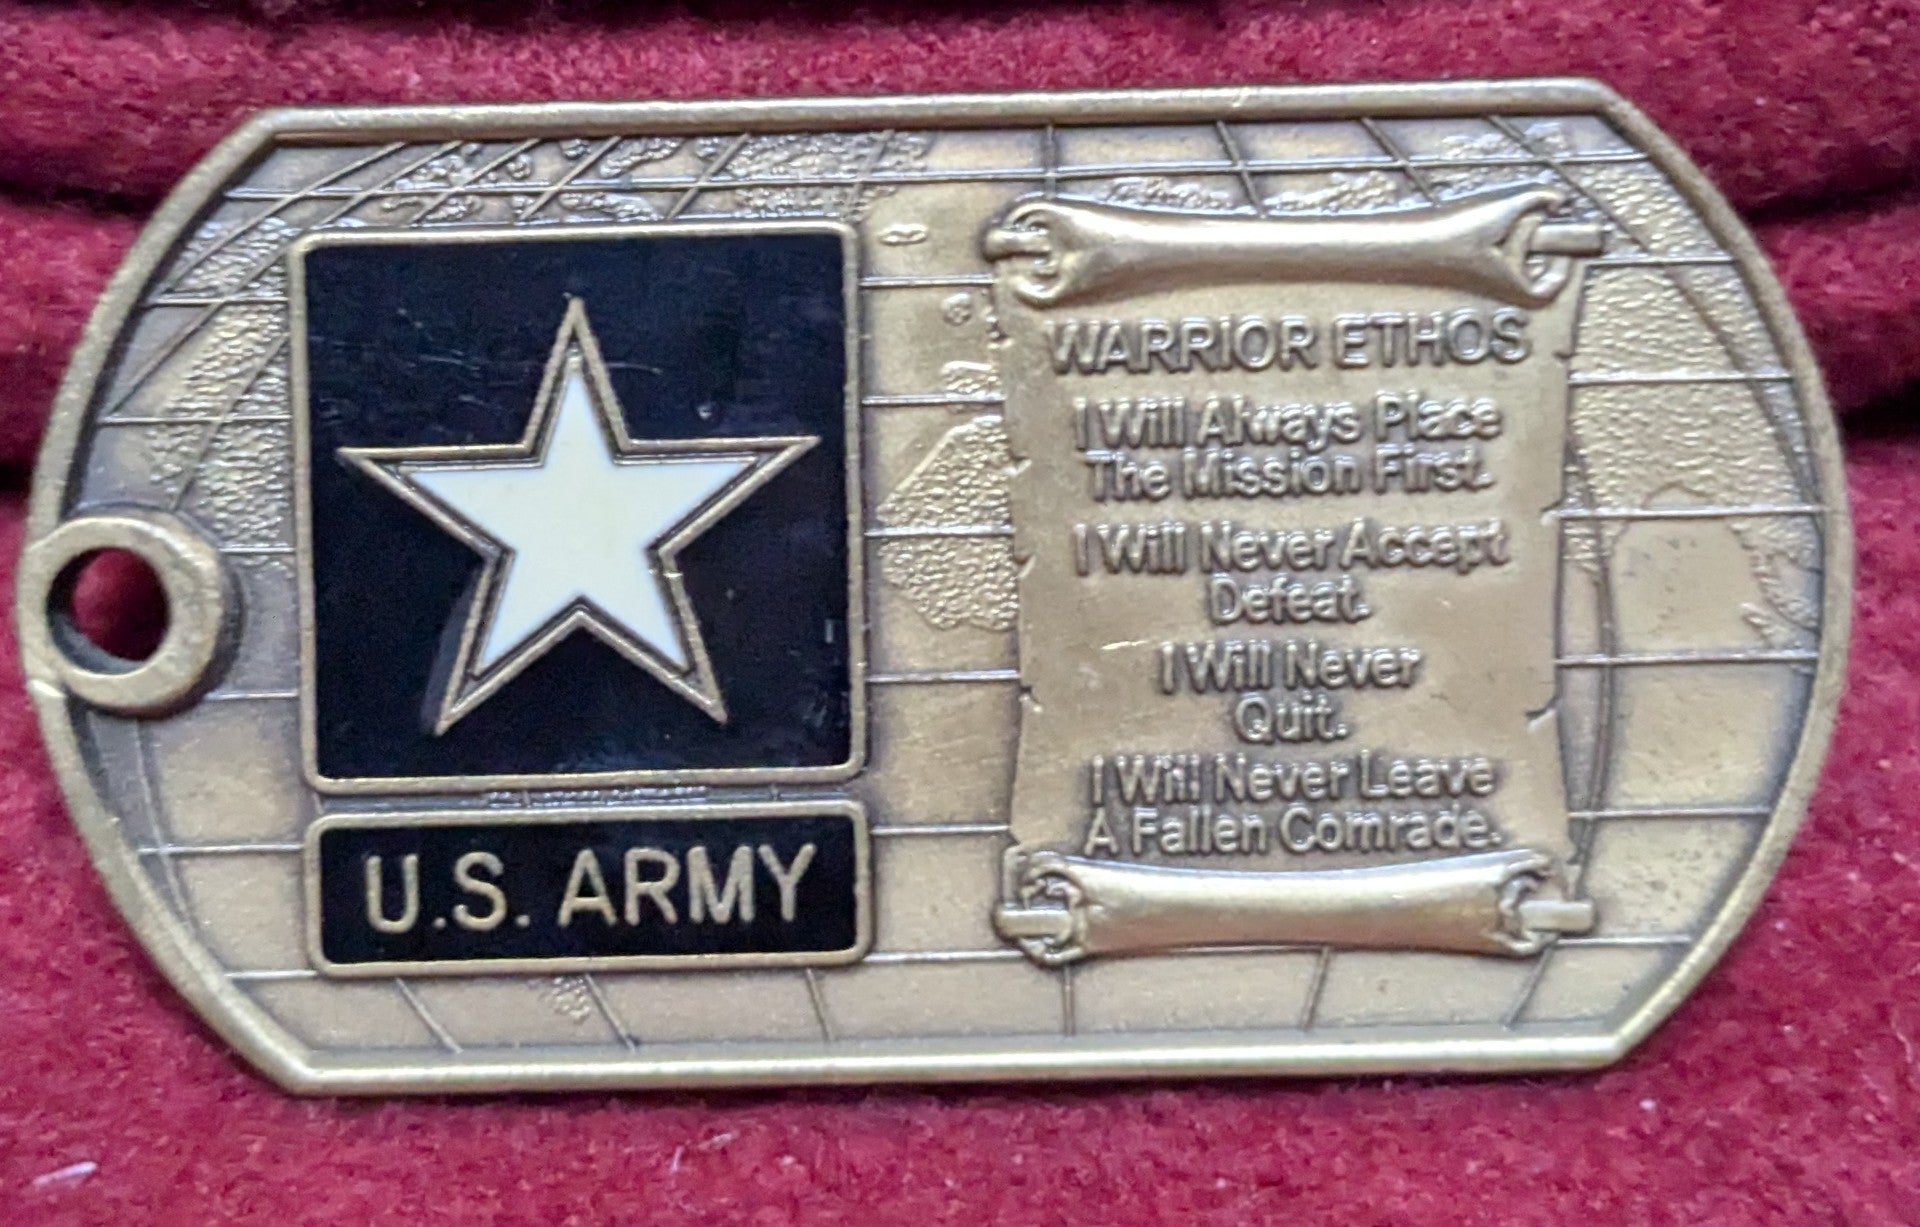 U.S. ARMY
WARRIOR ETHOS
I Will Always Place
The Mission First.
I Will Never Accept
Defeat.
I Will Never
Quit.
I Will Never Leave
A Fallen Comrade.